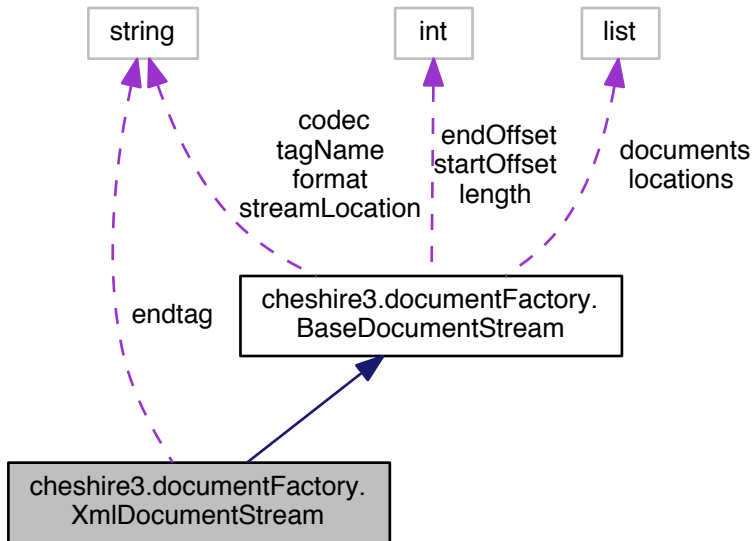 string
int
list
codec
tagName
format
streamLocation
endOffset
startOffset
length
documents
locations
cheshire3.documentFactory.
BaseDocumentStream
endtag
cheshire3.documentFactory.
XmlDocumentStream